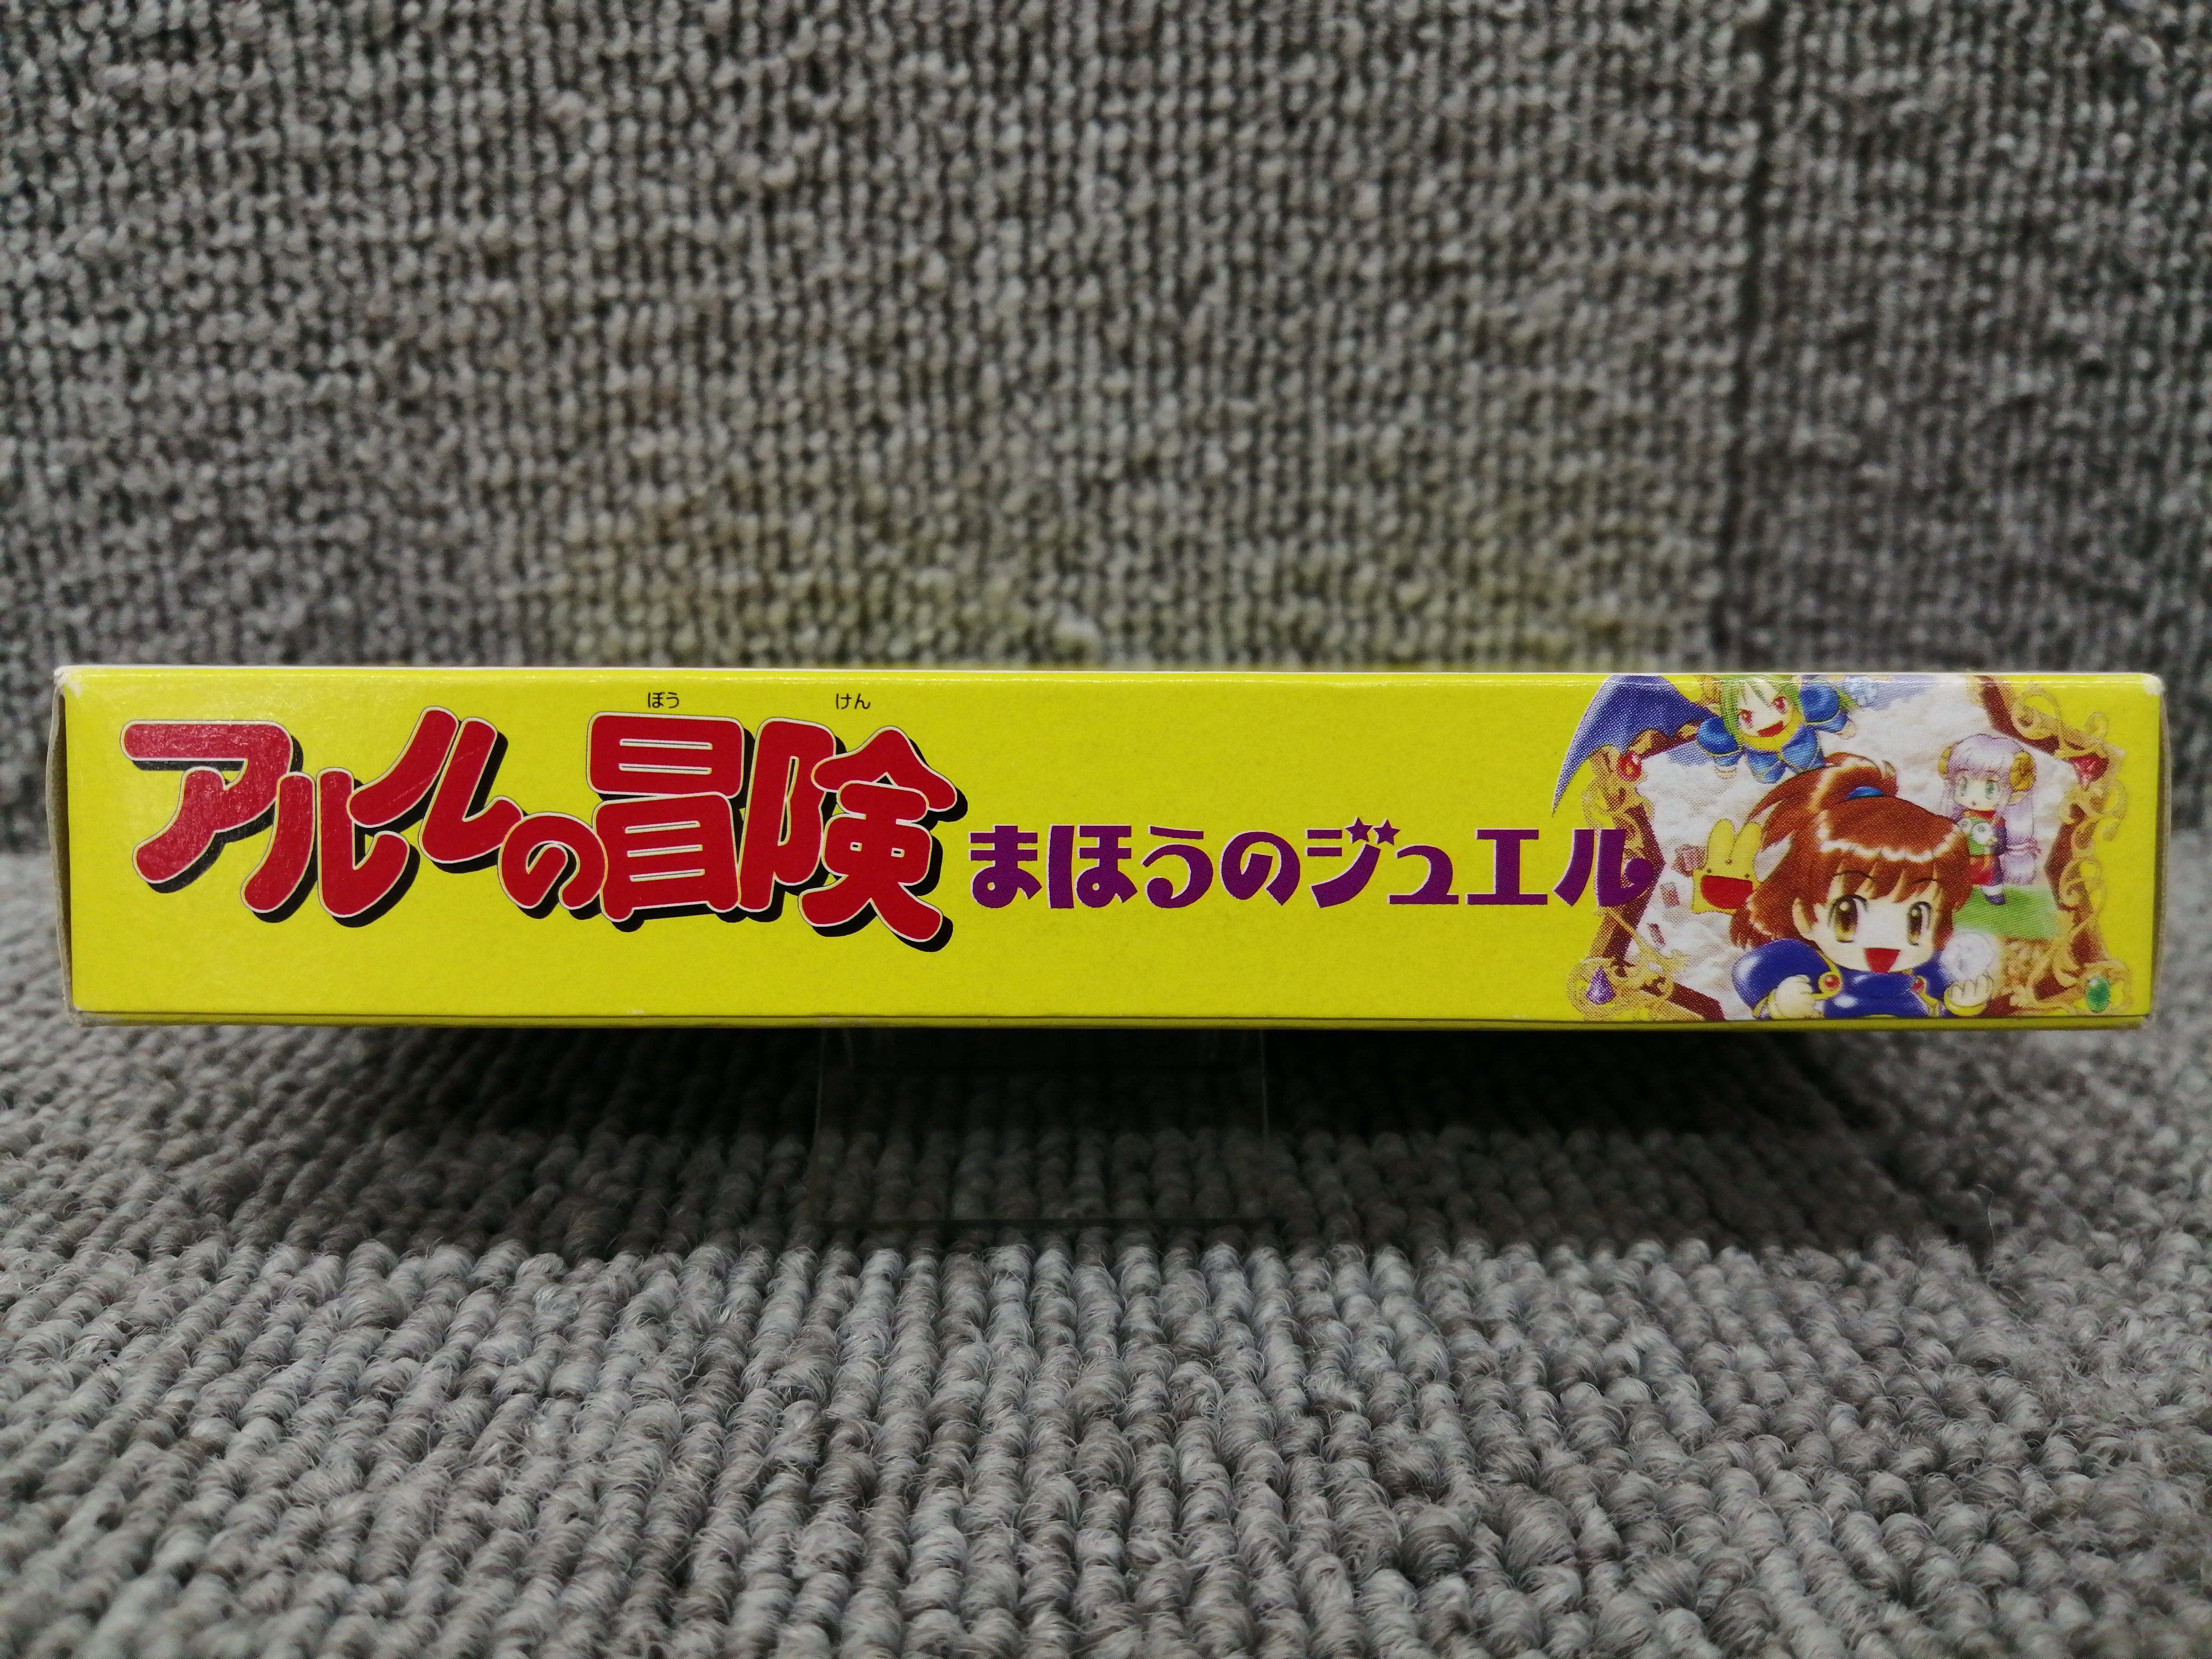 ぼう けん
アルルの冒険
まほうのジュエル